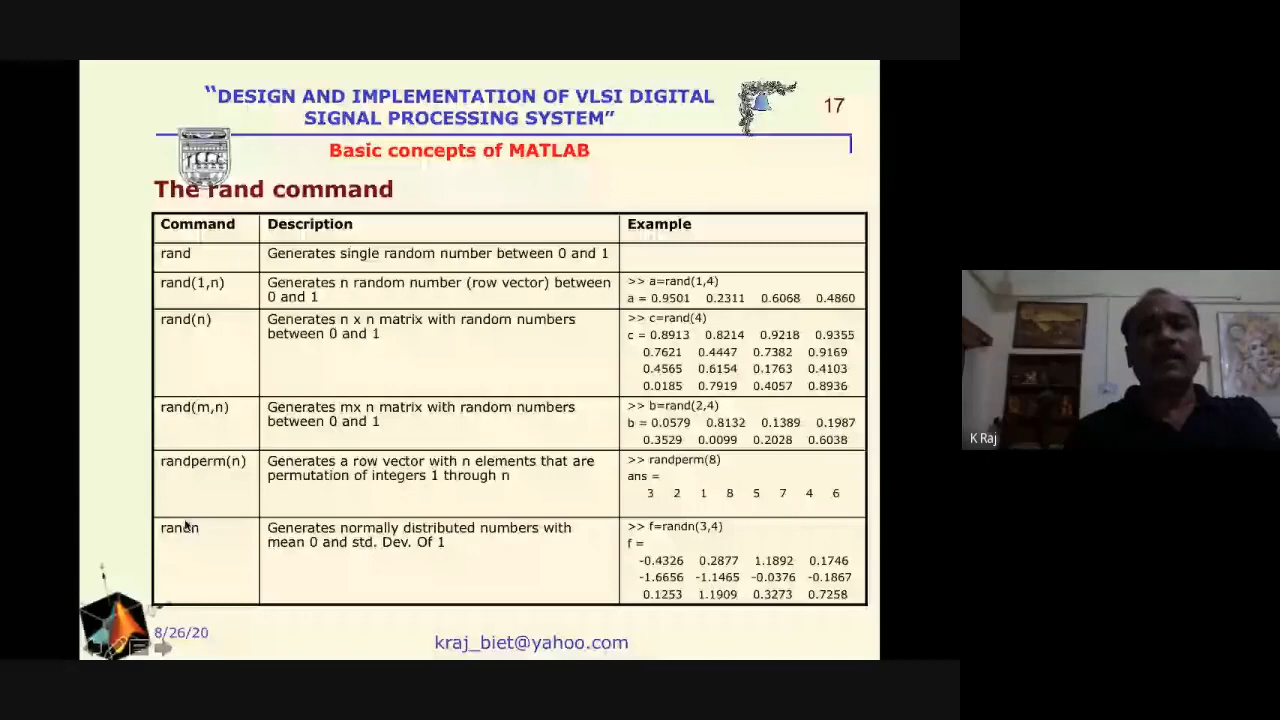 “DESIGN AND IMPLEMENTATION OF VLSI DIGITAL
SIGNAL PROCESSING SYSTEM”
17
Basic concepts of MATLAB
The rand command
Command Description Example
rand Generates single random number between 0 and 1
rand(1,n) Generates n random number (row vector) between
0 and 1
>> a=rand(1,4)
a = 0.9501 0.2311 0.6068 0.4860
rand(n) Generates n x n matrix with random numbers
between 0 and 1
>> c=rand(4)
c = 0.8913 0.8214 0.9218 0.9355
0.7621 0.4447 0.7382 0.9169
0.4565 0.6154 0.1763 0.4103
0.0185 0.7919 0.4057 0.8936
rand(m,n) Generates mx n matrix with random numbers
between 0 and 1
>> b=rand(2,4)
b = 0.0579 0.8132 0.1389 0.1987
0.3529 0.0099 0.2028 0.6038
randperm(n) Generates a row vector with n elements that are
permutation of integers 1 through n
>> randperm(8)
ans =
3 2 1 8 5 7 4 6
randn Generates normally distributed numbers with
mean 0 and std. Dev. Of 1
>> f=randn(3,4)
f =
-0.4326 0.2877 1.1892 0.1746
-1.6656 -1.1465 -0.0376 -0.1867
0.1253 1.1909 0.3273 0.7258
8/26/20
kraj_biet@yahoo.com
K Raj